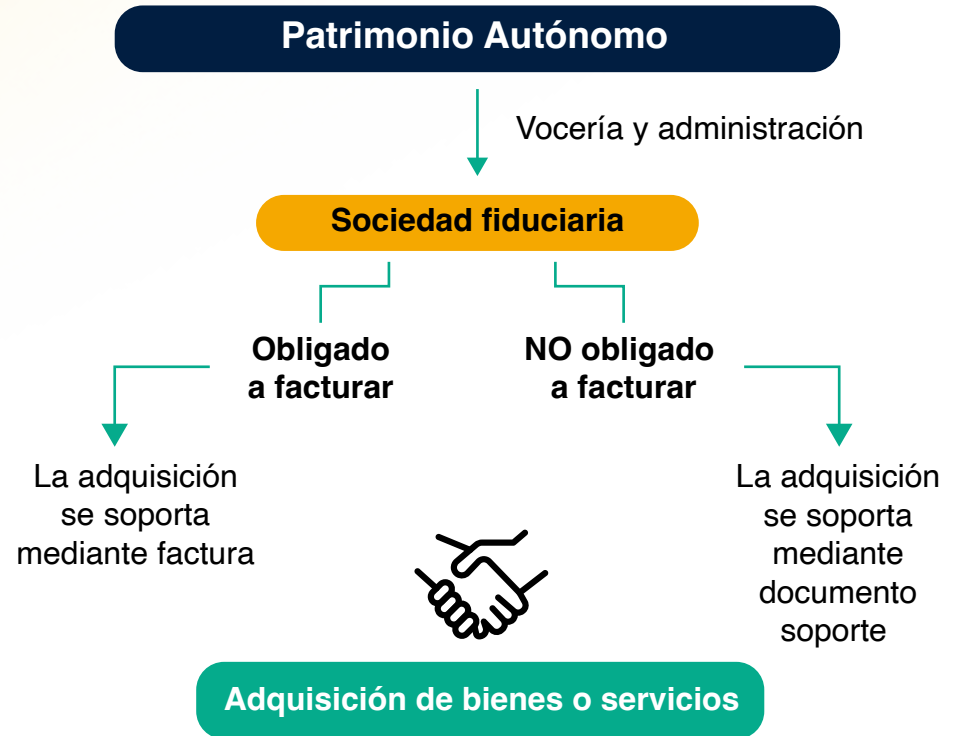 Patrimonio Autónomo
Vocería y administración
Sociedad fiduciaria
Obligado
a facturar
NO obligado
a facturar
La adquisición
se soporta
mediante factura
La adquisición
se soporta
mediante
documento
soporte
Adquisición de bienes o servicios